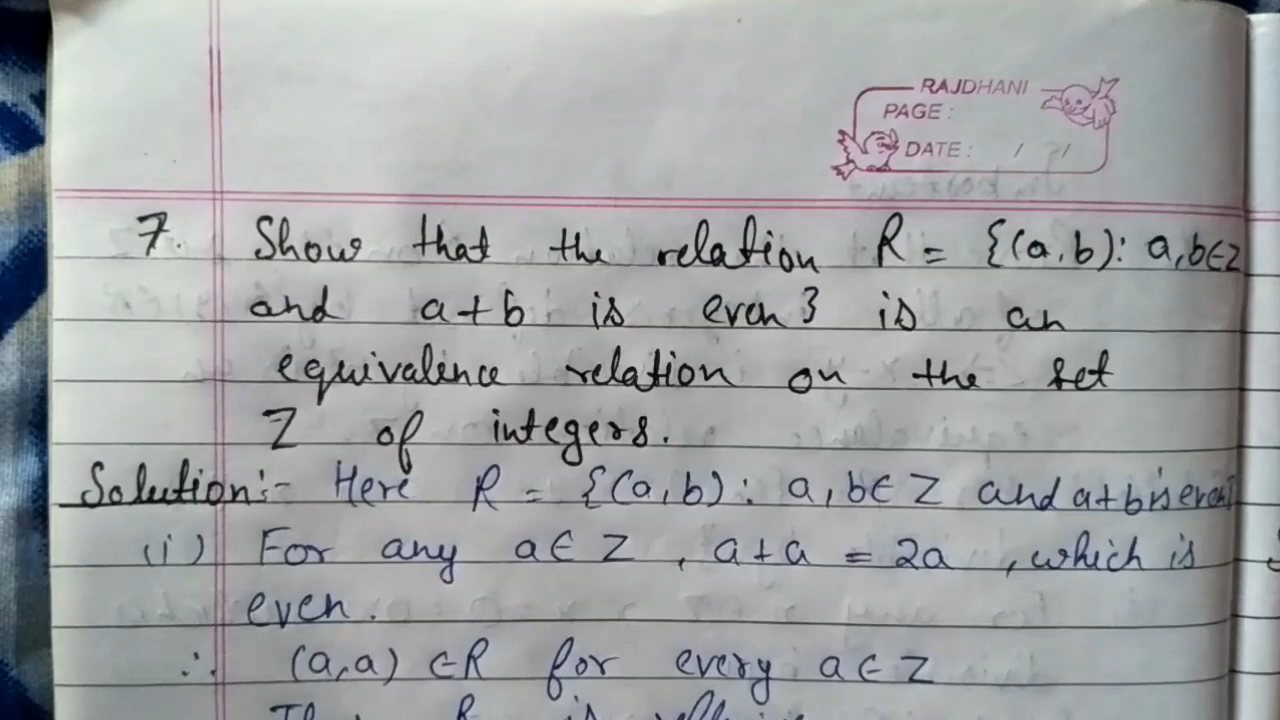 RAJDHANI
PAGE :
DATE : / /
7. Show that the relation R = {(a,b): a,b∈Z
and a+b is even} is an
equivalence relation on the set
Z of integers.
Solution:- Here R = {(a,b): a,b∈ Z and a+b is even}
(i) For any a∈ Z , a+a = 2a , which is
even.
∴ (a,a) ∈R for every a∈Z
R is